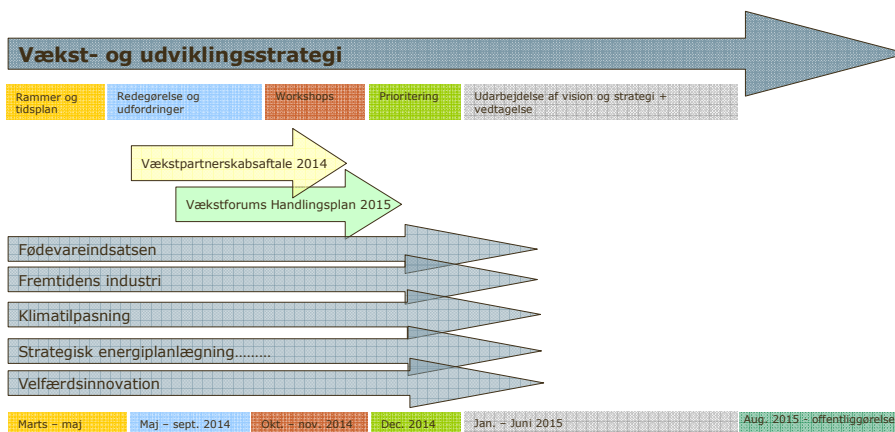 Vækst- og udviklingsstrategi
Rammer og
tidsplan
Redegørelse og
udfordringer
Workshops
Prioritering
Udarbejdelse af vision og strategi +
vedtagelse
Vækstpartnerskabsaftale 2014
Vækstforums Handlingsplan 2015
Fødevareindsatsen
Fremtidens industri
Klimatilpasning
Strategisk energiplanlægning………
Velfærdsinnovation
Marts – maj
Maj – sept. 2014
Okt. – nov. 2014
Dec. 2014
Jan. – Juni 2015
Aug. 2015 - offentliggørelse